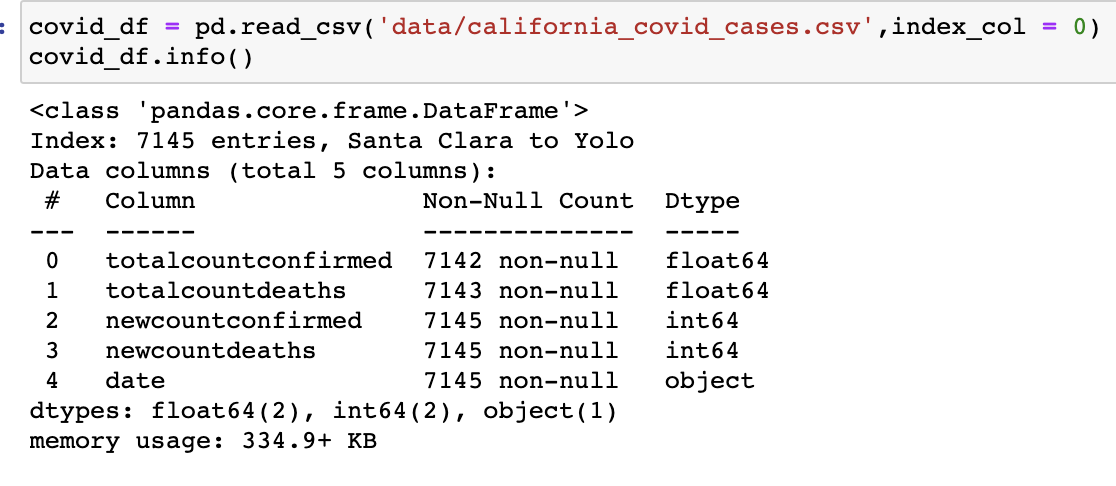 covid_df = pd.read_csv('data/california_covid_cases.csv',index_col = 0)
covid_df.info()
<class 'pandas.core.frame.DataFrame'>
Index: 7145 entries, Santa Clara to Yolo
Data columns (total 5 columns):
 #   Column               Non-Null Count  Dtype
---  ------               --------------  -----
 0   totalcountconfirmed  7142 non-null   float64
 1   totalcountdeaths     7143 non-null   float64
 2   newcountconfirmed    7145 non-null   int64
 3   newcountdeaths       7145 non-null   int64
 4   date                 7145 non-null   object
dtypes: float64(2), int64(2), object(1)
memory usage: 334.9+ KB